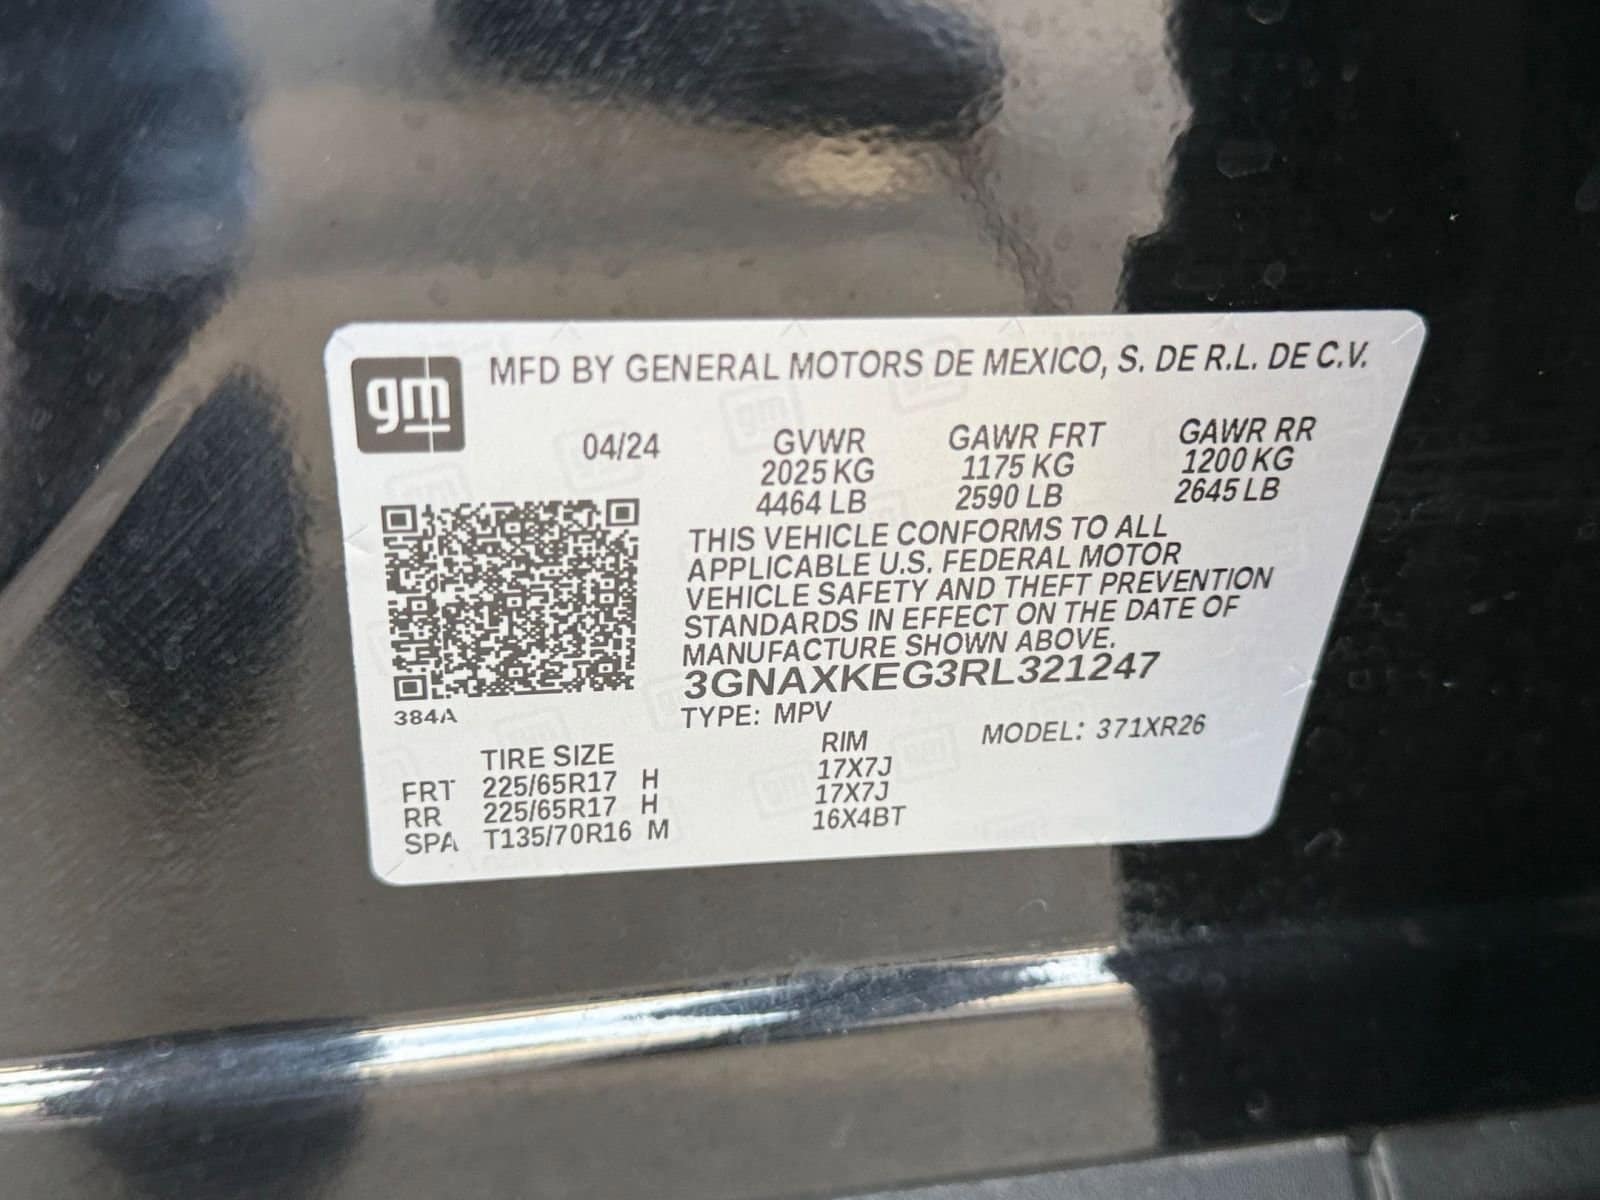 gm MFD BY GENERAL MOTORS DE MEXICO, S. DE R.L. DE C.V.
04/24 GVWR GAWR FRT GAWR RR
2025 KG 1175 KG 1200 KG
4464 LB 2590 LB 2645 LB
THIS VEHICLE CONFORMS TO ALL
APPLICABLE U.S. FEDERAL MOTOR
VEHICLE SAFETY AND THEFT PREVENTION
STANDARDS IN EFFECT ON THE DATE OF
MANUFACTURE SHOWN ABOVE.
3GNAXKEG3RL321247
384A
TYPE: MPV
MODEL: 371XR26
TIRE SIZE RIM
FRT 225/65R17 H 17X7J
RR 225/65R17 H 17X7J
SPA T135/70R16 M 16X4BT